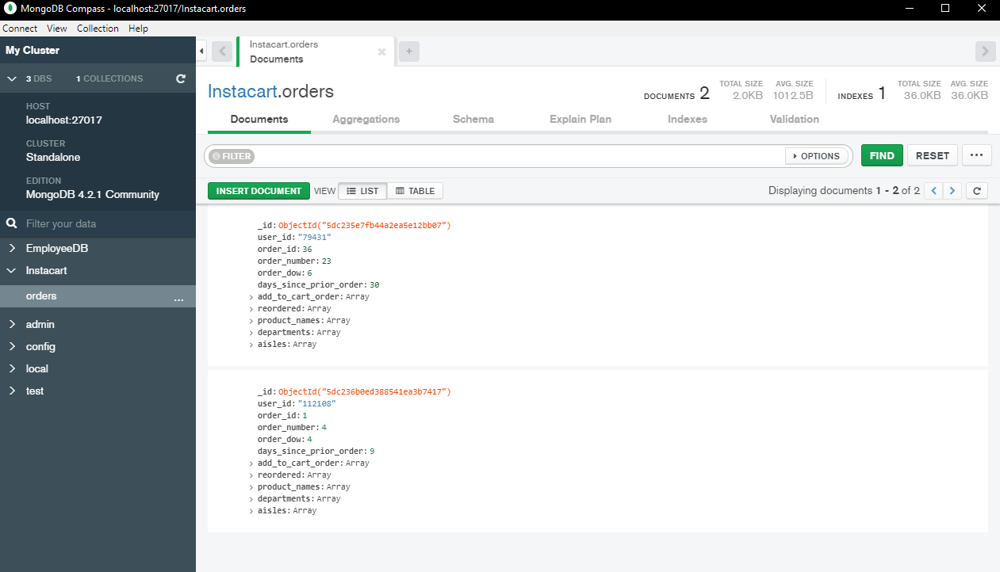 MongoDB Compass - localhost:27017/Instacart.orders
Connect View Collection Help
My Cluster
3 DBS 1 COLLECTIONS
HOST
localhost:27017
CLUSTER
Standalone
EDITION
MongoDB 4.2.1 Community
Filter your data
EmployeeDB
Instacart
orders ...
admin
config
local
test
Instacart.orders
Documents
Instacart.orders
DOCUMENTS 2 TOTAL SIZE 2.0KB AVG. SIZE 1012.5B INDEXES 1 TOTAL SIZE 36.0KB AVG. SIZE 36.0KB
Documents Aggregations Schema Explain Plan Indexes Validation
FILTER OPTIONS FIND RESET ...
INSERT DOCUMENT VIEW LIST TABLE Displaying documents 1 - 2 of 2
_id: ObjectId("5dc235e7fb44a2ea5e12bb07")
user_id: "79431"
order_id: 36
order_number: 23
order_dow: 6
days_since_prior_order: 30
add_to_cart_order: Array
reordered: Array
product_names: Array
departments: Array
aisles: Array
_id: ObjectId("5dc236b0ed388541ea3b7417")
user_id: "112108"
order_id: 1
order_number: 4
order_dow: 4
days_since_prior_order: 9
add_to_cart_order: Array
reordered: Array
product_names: Array
departments: Array
aisles: Array